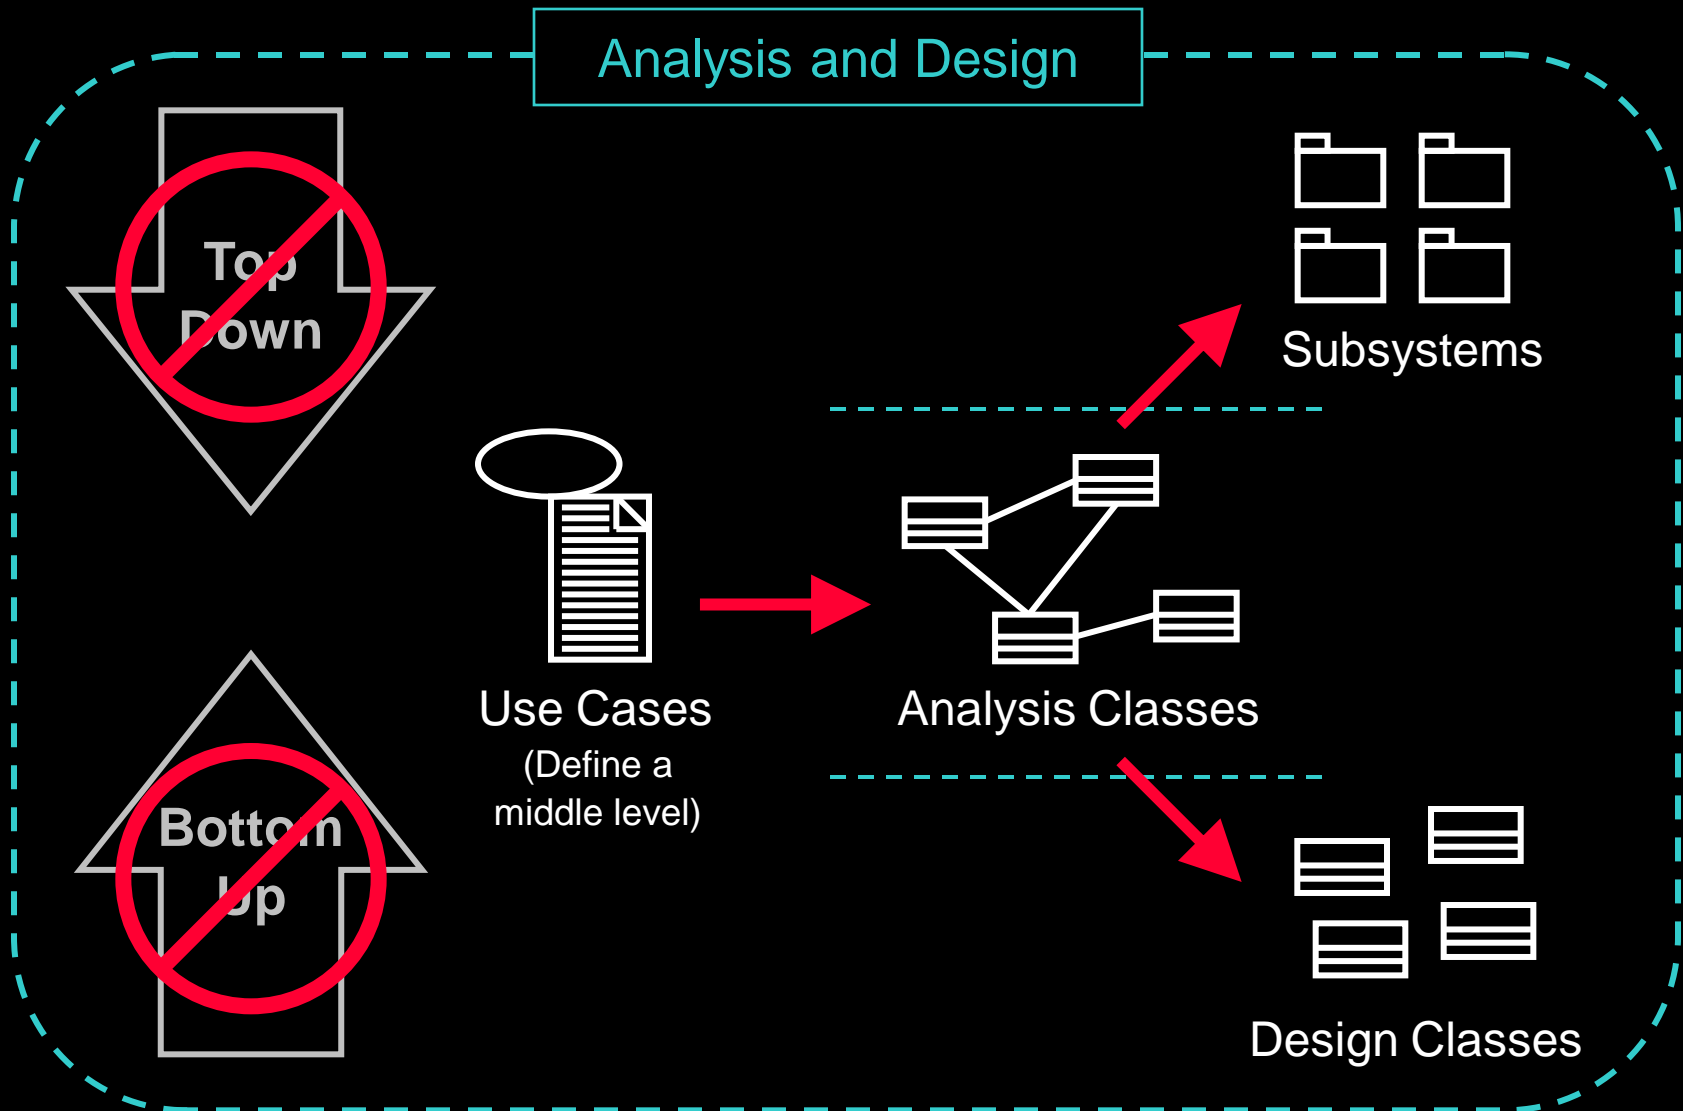 Analysis and Design
Top
Down
Subsystems
Use Cases
(Define a
middle level)
Analysis Classes
Bottom
Up
Design Classes